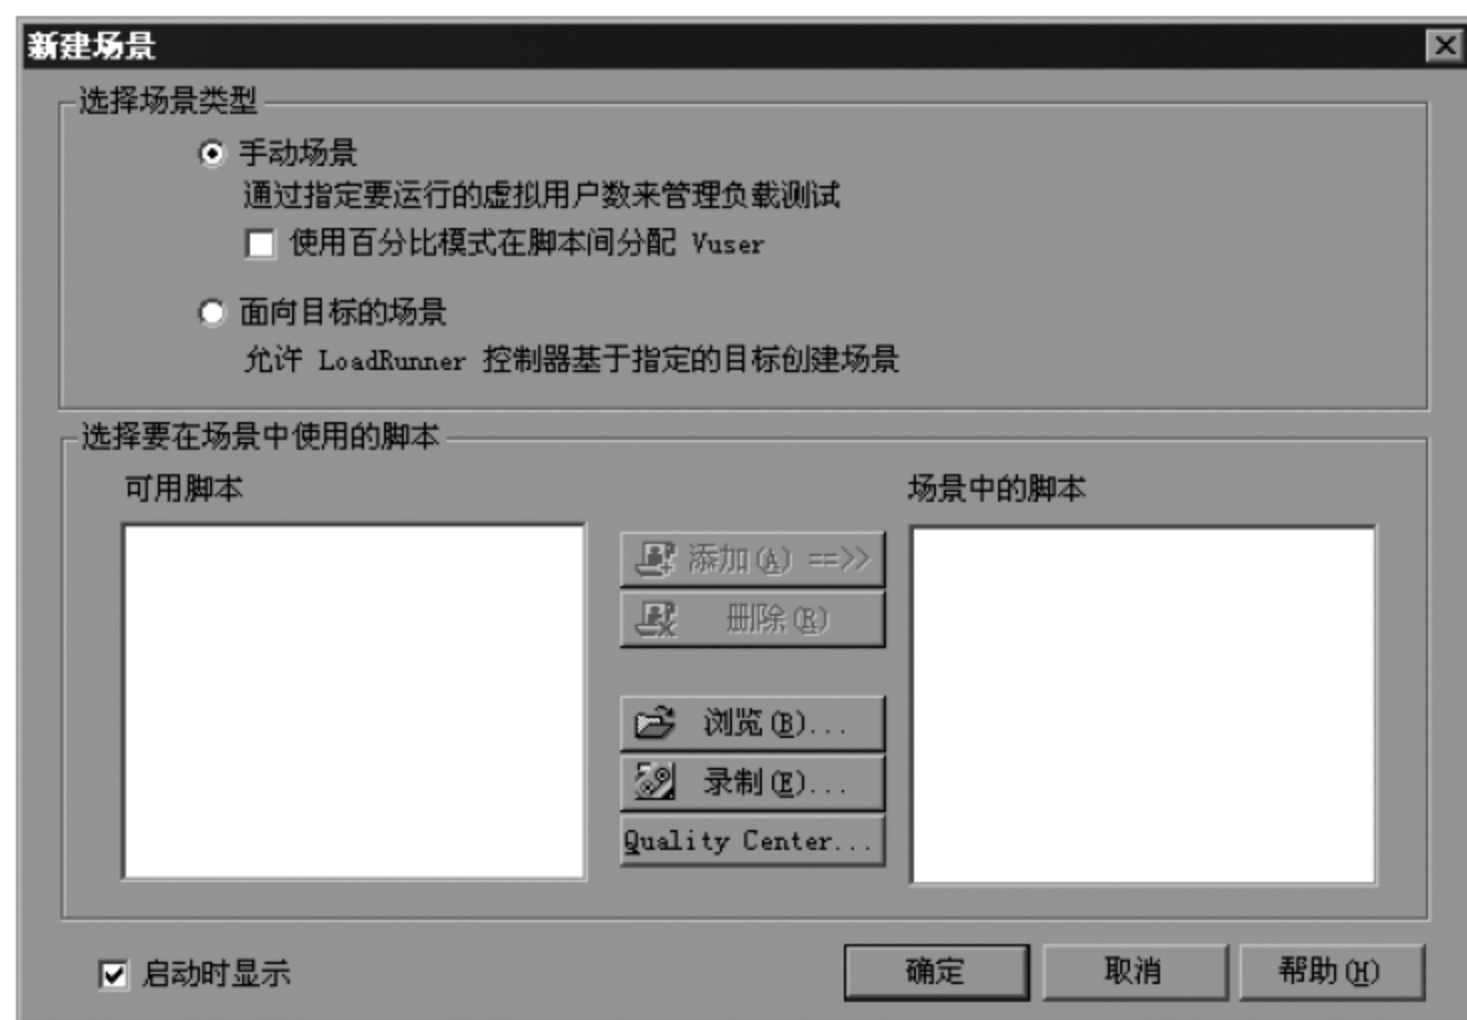 新建场景
选择场景类型
手动场景
通过指定要运行的虚拟用户数来管理负载测试
使用百分比模式在脚本间分配 Vuser
面向目标的场景
允许 LoadRunner 控制器基于指定的目标创建场景
选择要在场景中使用的脚本
可用脚本
场景中的脚本
添加(A) ==>>
删除(R)
浏览(B)...
录制(E)...
Quality Center...
启动时显示
确定
取消
帮助(H)